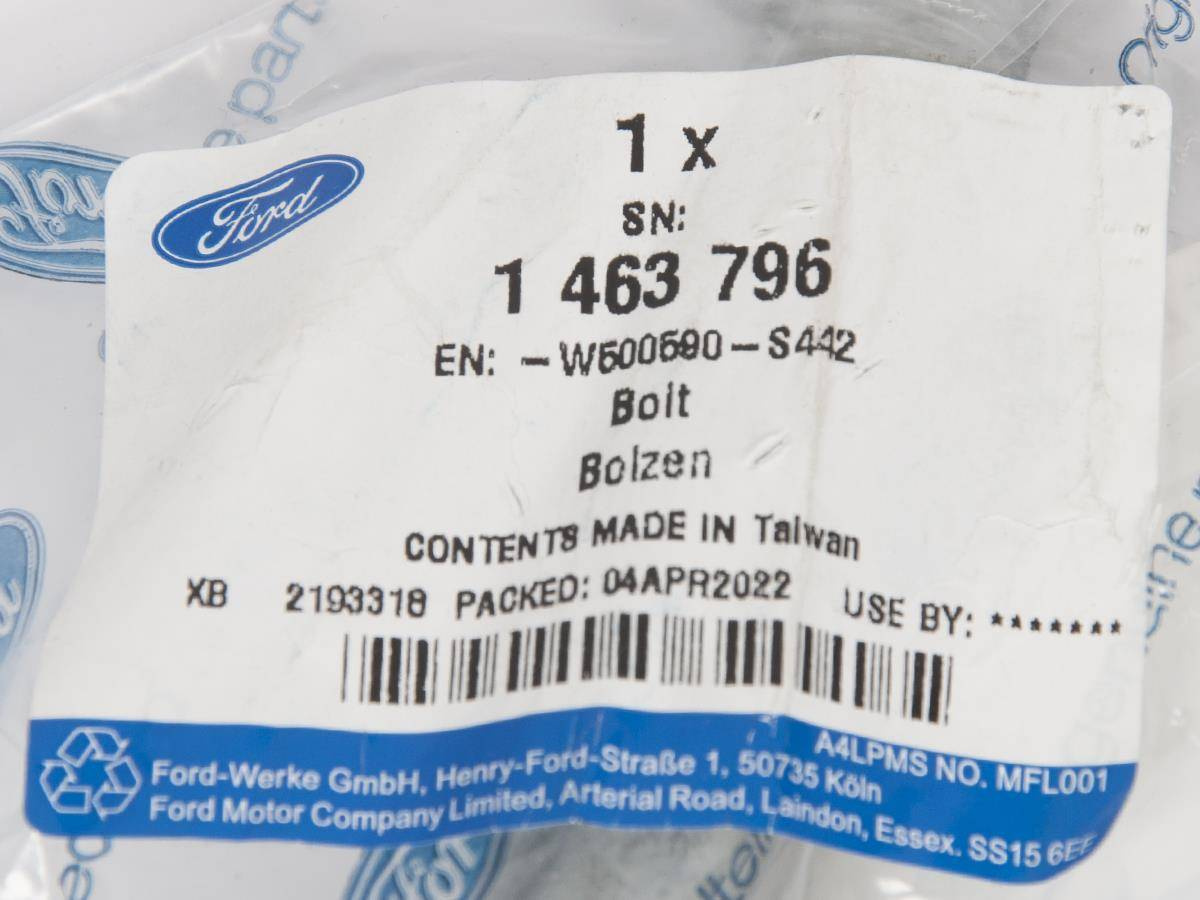 Ford
1 x
SN:
1 463 796
EN: -W500590-S442
Bolt
Bolzen
CONTENTS MADE IN Taiwan
XB 2193318 PACKED: 04APR2022 USE BY: *******
A4LPMS NO. MFL001
Ford-Werke GmbH, Henry-Ford-Straße 1, 50735 Köln
Ford Motor Company Limited, Arterial Road, Laindon, Essex. SS15 6EE